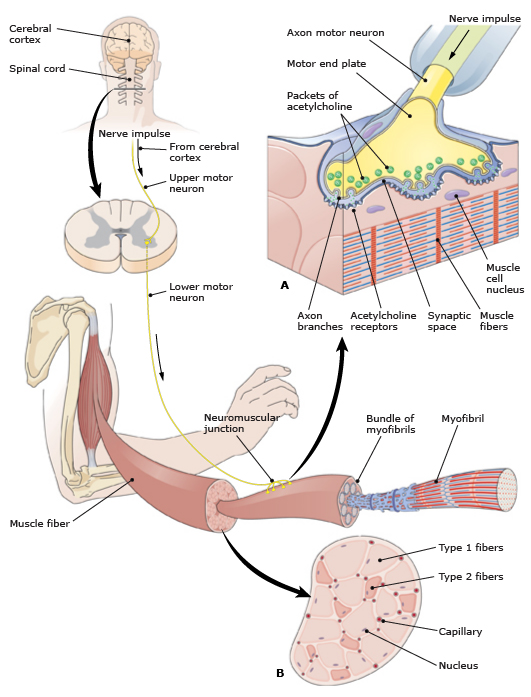 Cerebral
cortex
Spinal cord
Nerve impulse
From cerebral
cortex
Upper motor
neuron
Lower motor
neuron
Muscle fiber
Nerve impulse
Axon motor neuron
Motor end plate
Packets of
acetylcholine
Muscle
cell
nucleus
A
Axon
branches
Acetylcholine
receptors
Synaptic
space
Muscle
fibers
Neuromuscular
junction
Bundle of
myofibrils
Myofibril
Type 1 fibers
Type 2 fibers
Capillary
Nucleus
B